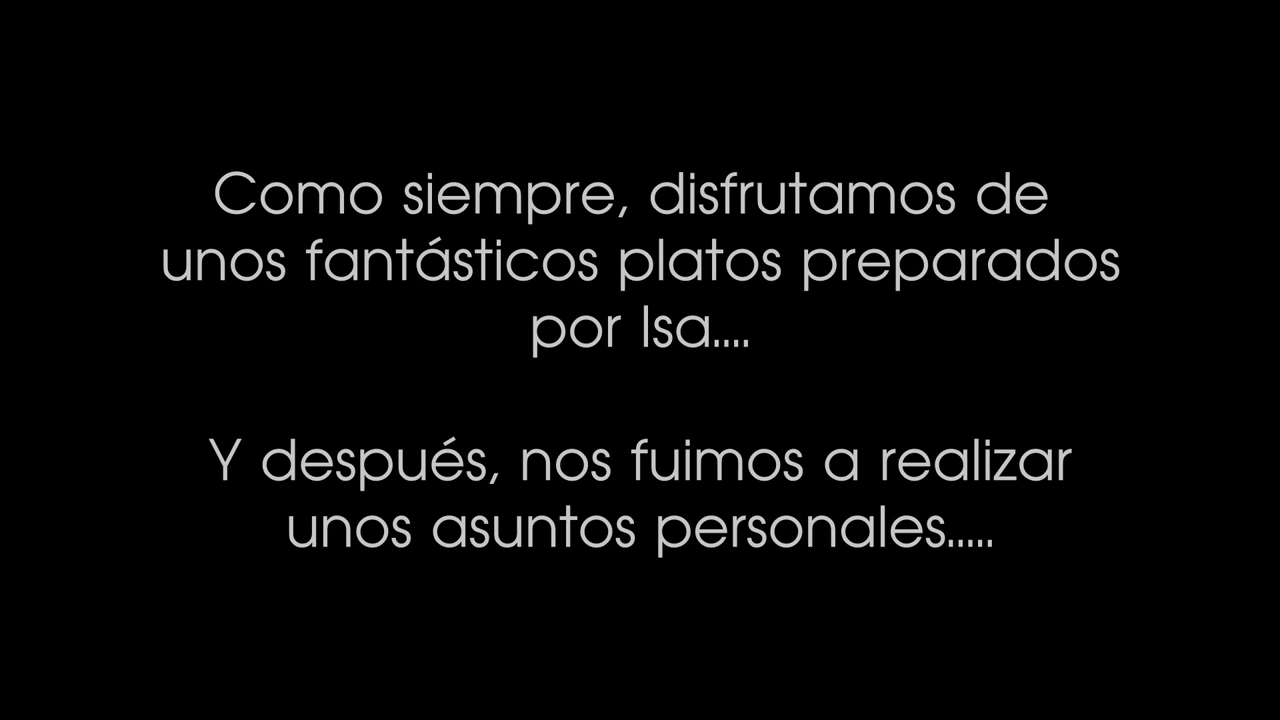 Como siempre, disfrutamos de
unos fantásticos platos preparados
por Isa....
Y después, nos fuimos a realizar
unos asuntos personales.....